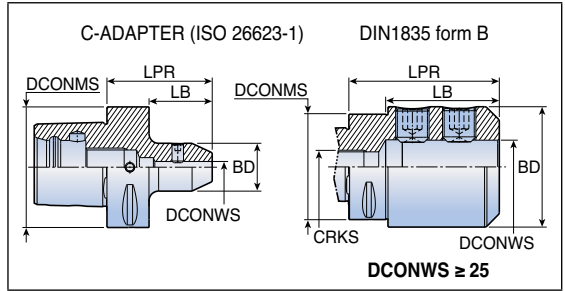 C-ADAPTER (ISO 26623-1)
DIN1835 form B
LPR
LB
DCONMS
BD
DCONWS
LPR
LB
DCONMS
BD
CRKS
DCONWS
DCONWS ≥ 25